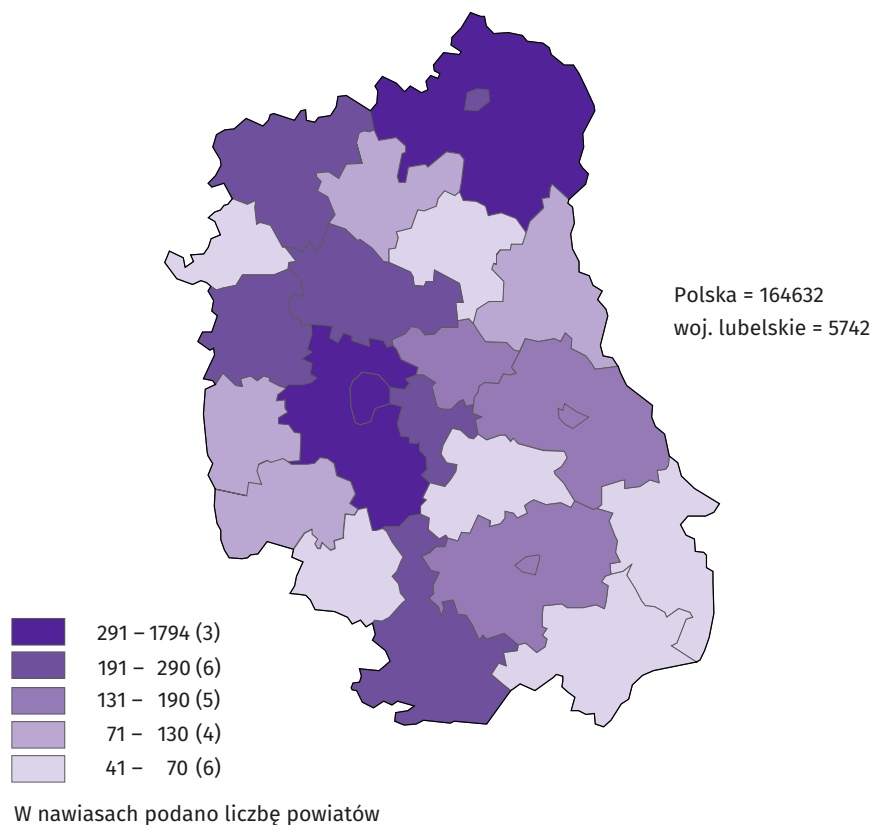 Polska = 164632
woj. lubelskie = 5742
291 – 1794 (3)
191 – 290 (6)
131 – 190 (5)
71 – 130 (4)
41 – 70 (6)
W nawiasach podano liczbę powiatów